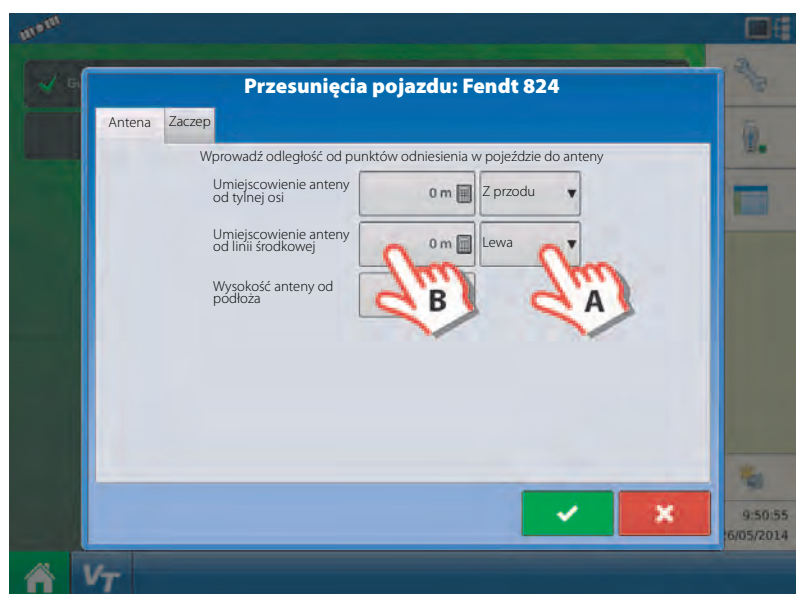 Przesunięcia pojazdu: Fendt 824
Antena Zaczep
Wprowadź odległość od punktów odniesienia w pojeździe do anteny
Umiejscowienie anteny
od tylnej osi
0 m Z przodu
Umiejscowienie anteny
od linii środkowej
0 m Lewa
Wysokość anteny od
podłoża
B
A
9:50:55
6/05/2014
VT